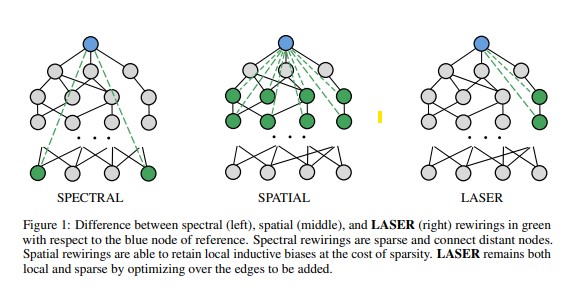 SPECTRAL SPATIAL LASER
Figure 1: Difference between spectral (left), spatial (middle), and LASER (right) rewirings in green
with respect to the blue node of reference. Spectral rewirings are sparse and connect distant nodes.
Spatial rewirings are able to retain local inductive biases at the cost of sparsity. LASER remains both
local and sparse by optimizing over the edges to be added.